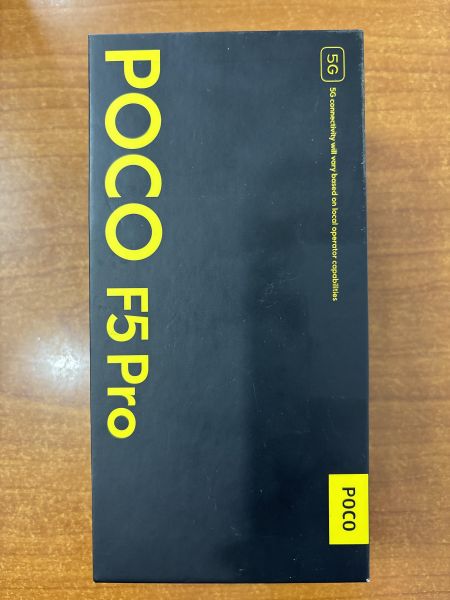 5G
5G connectivity will vary based on local operator capabilities
POCO F5 Pro
POCO